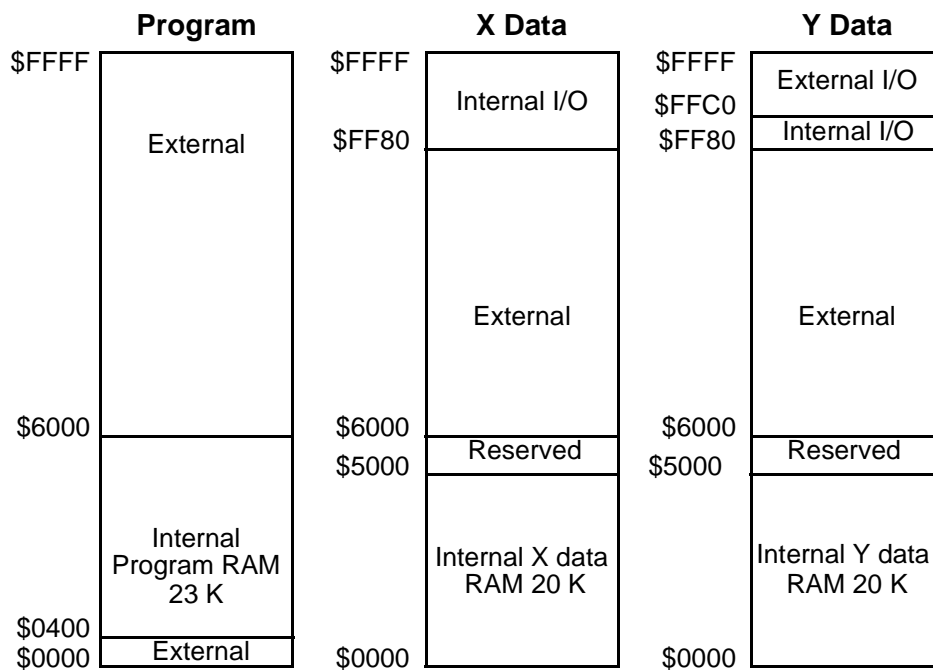 Program
$FFFF
External
$6000
Internal
Program RAM
23 K
$0400
External
$0000
X Data
$FFFF
Internal I/O
$FF80
External
$6000
Reserved
$5000
Internal X data
RAM 20 K
$0000
Y Data
$FFFF
External I/O
$FFC0
Internal I/O
$FF80
External
$6000
Reserved
$5000
Internal Y data
RAM 20 K
$0000